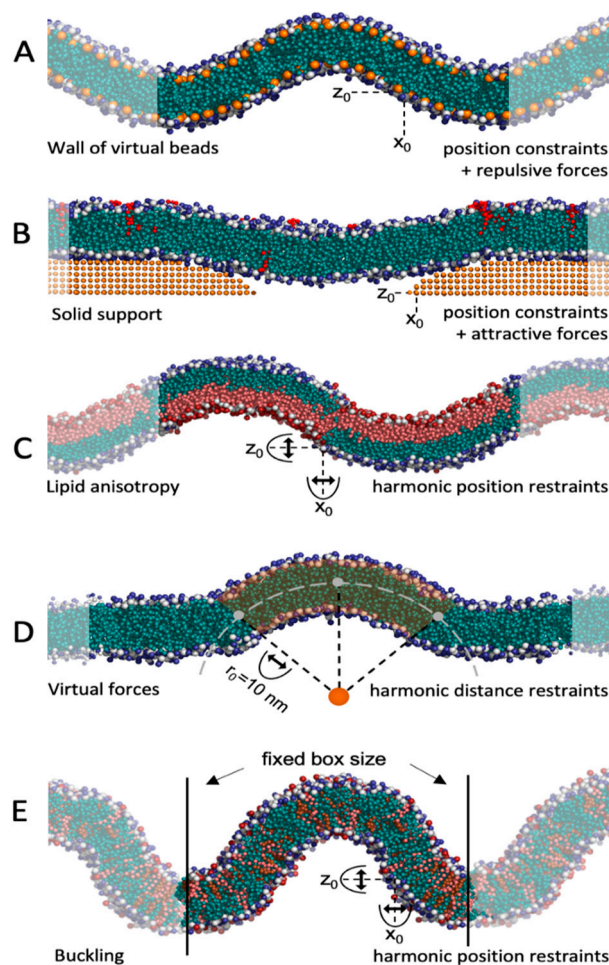 A
z₀
x₀
Wall of virtual beads
position constraints
+ repulsive forces
B
z₀
x₀
Solid support
position constraints
+ attractive forces
C
z₀
x₀
Lipid anisotropy
harmonic position restraints
D
r₀=10 nm
Virtual forces
harmonic distance restraints
fixed box size
E
z₀
x₀
Buckling
harmonic position restraints